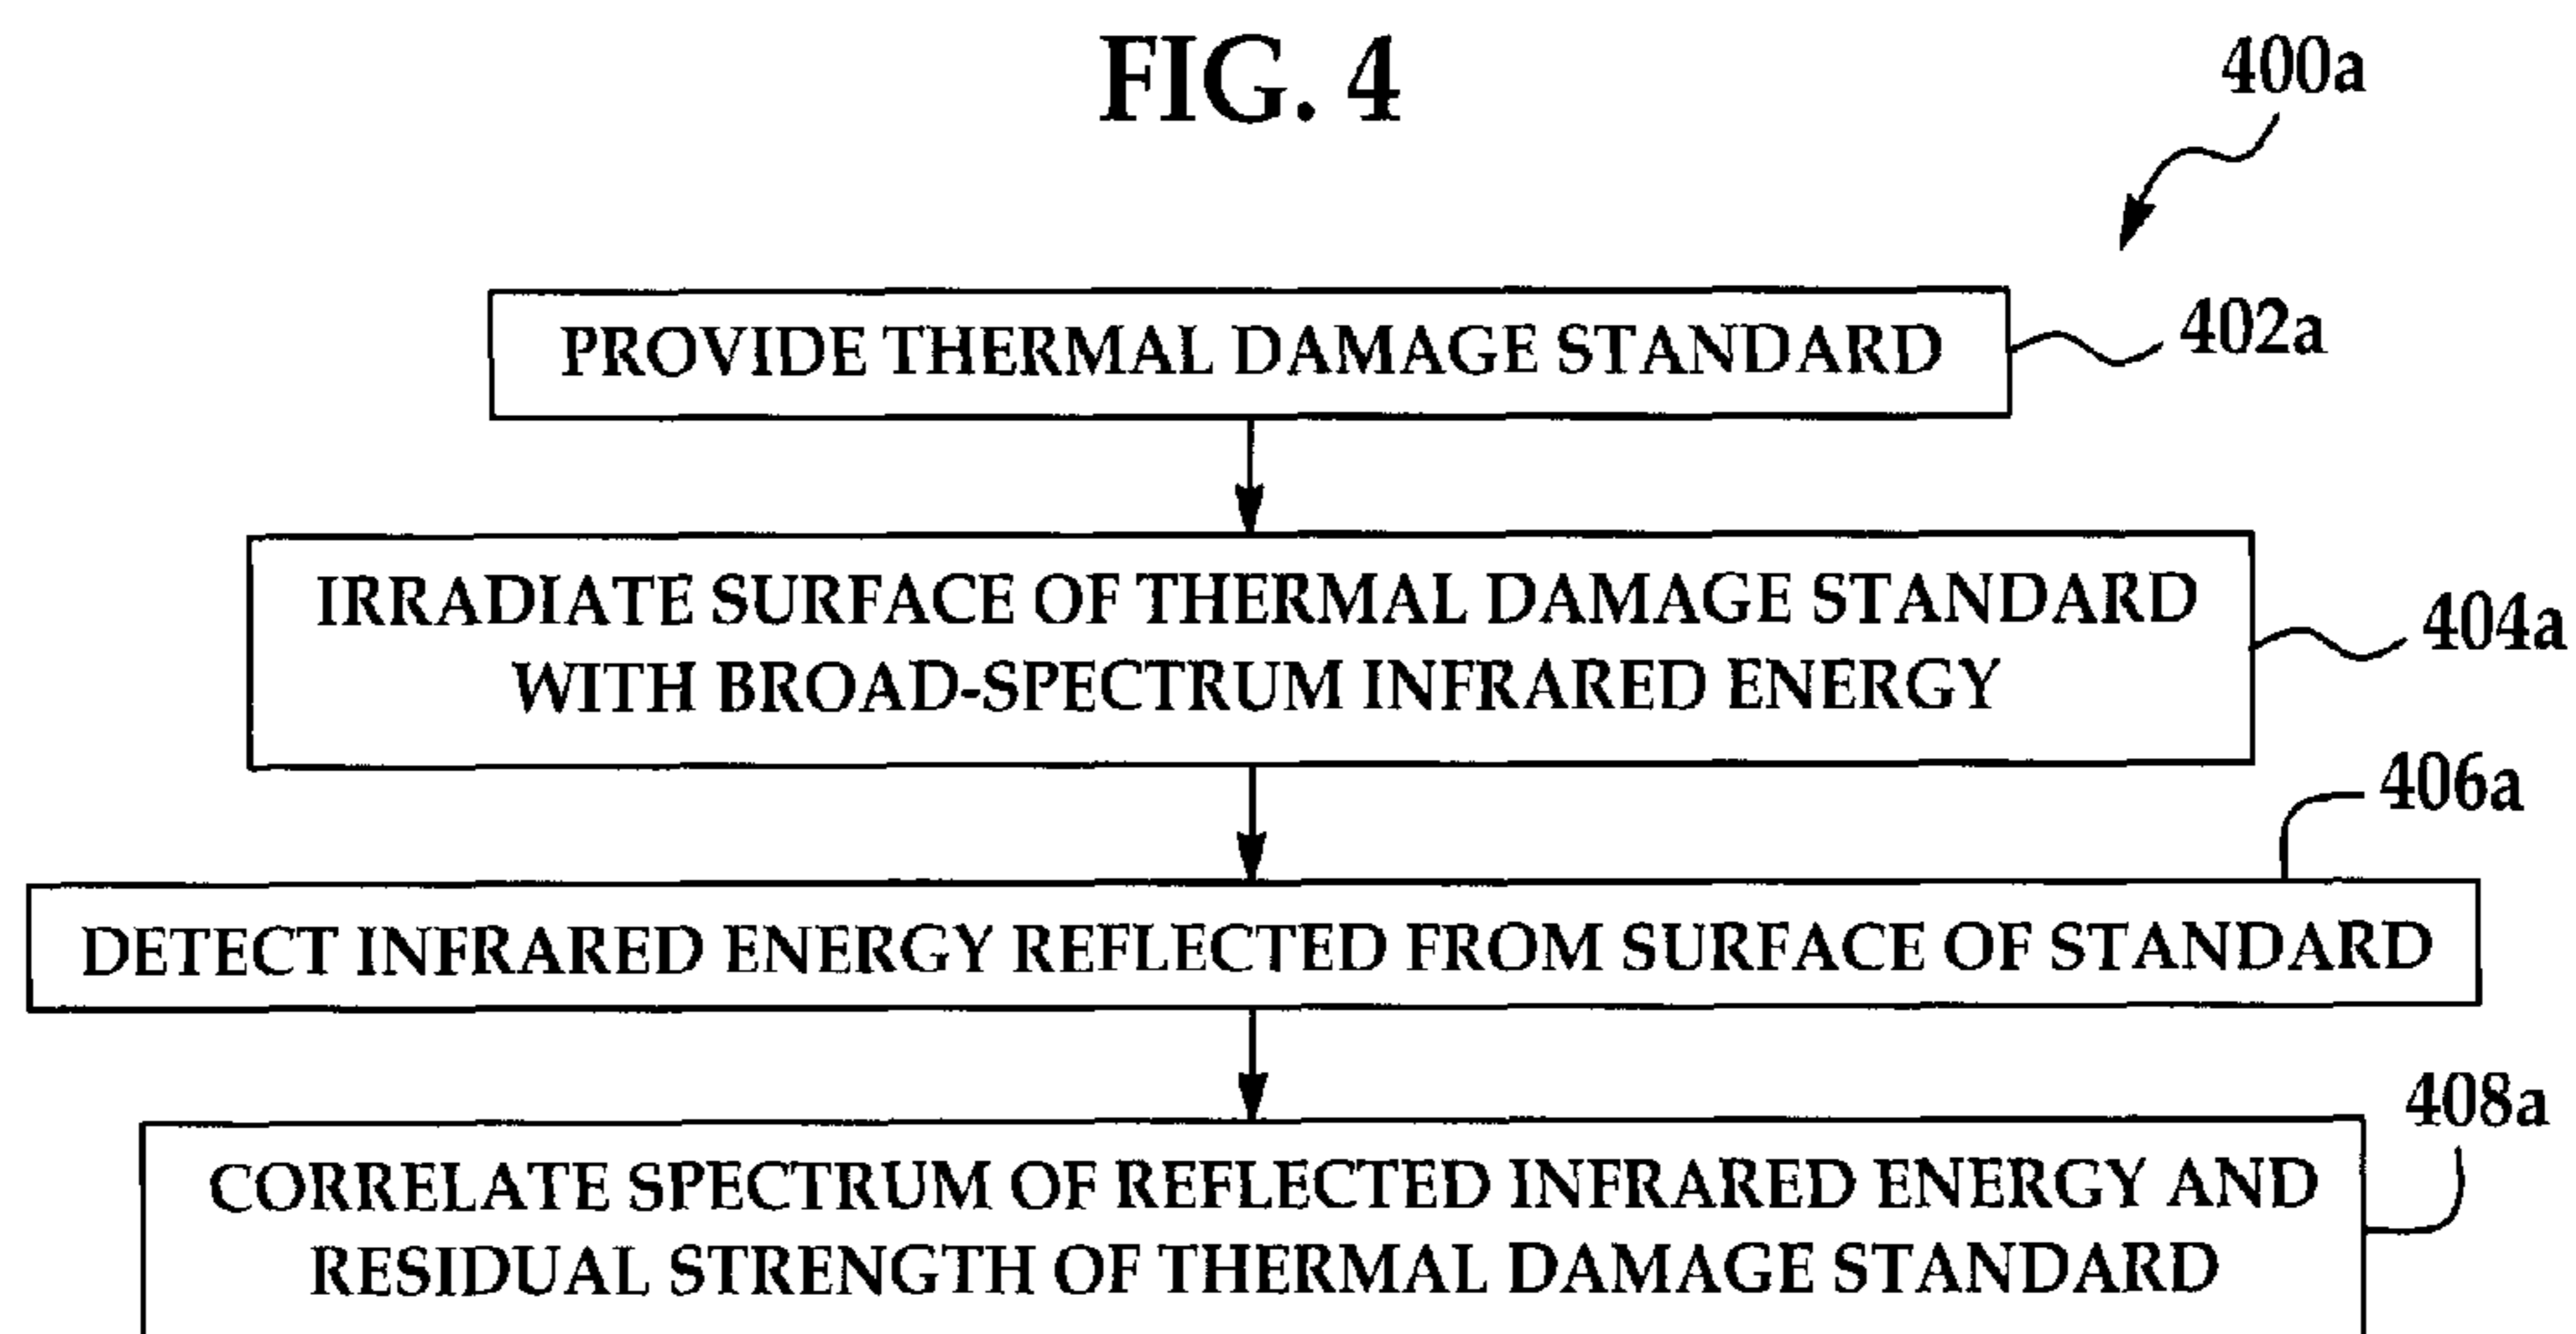 FIG. 4
400a
PROVIDE THERMAL DAMAGE STANDARD
402a
IRRADIATE SURFACE OF THERMAL DAMAGE STANDARD
WITH BROAD-SPECTRUM INFRARED ENERGY
404a
406a
DETECT INFRARED ENERGY REFLECTED FROM SURFACE OF STANDARD
408a
CORRELATE SPECTRUM OF REFLECTED INFRARED ENERGY AND
RESIDUAL STRENGTH OF THERMAL DAMAGE STANDARD